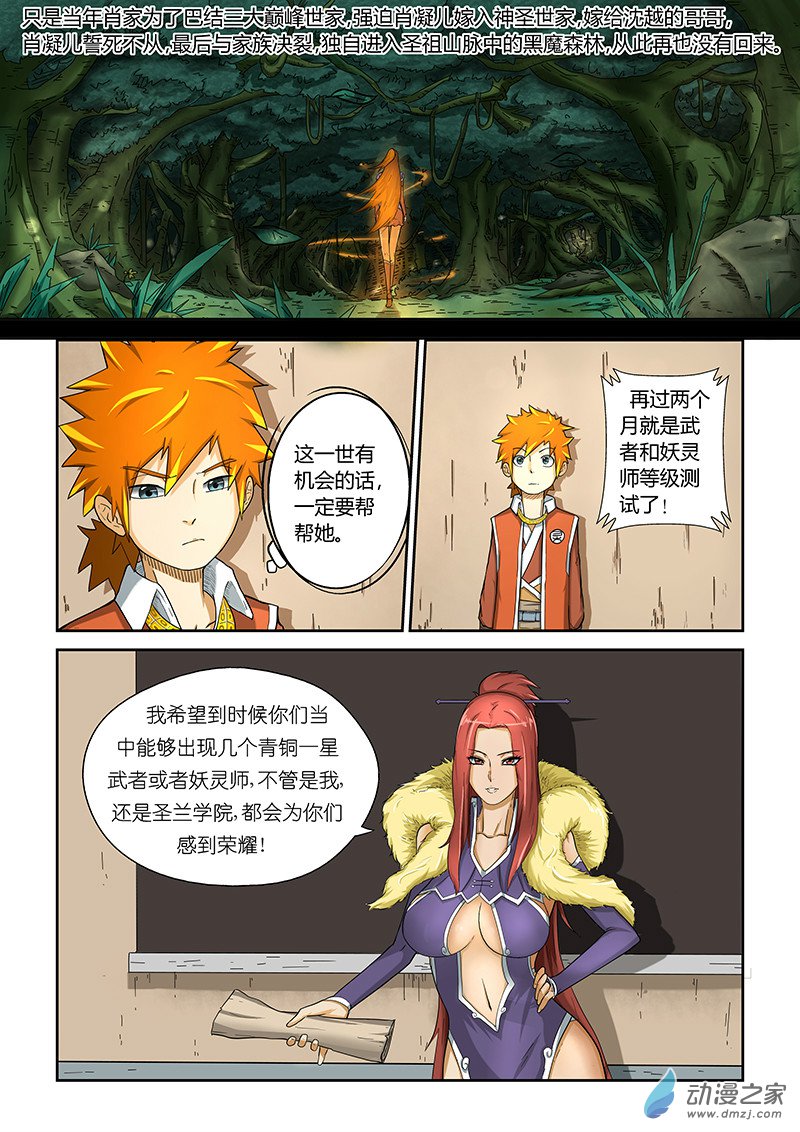 只是当年肖家为了巴结三大巅峰世家,强迫肖凝儿嫁入神圣世家,嫁给沈越的哥哥,
肖凝儿誓死不从,最后与家族决裂,独自进入圣祖山脉中的黑魔森林,从此再也没有回来。
这一世有
机会的话,
一定要帮
帮她。
再过两个
月就是武
者和妖灵
师等级测
试了!
我希望到时候你们当
中能够出现几个青铜一星
武者或者妖灵师,不管是我,
还是圣兰学院,都会为你们
感到荣耀!
动漫之家
www.dmzj.com